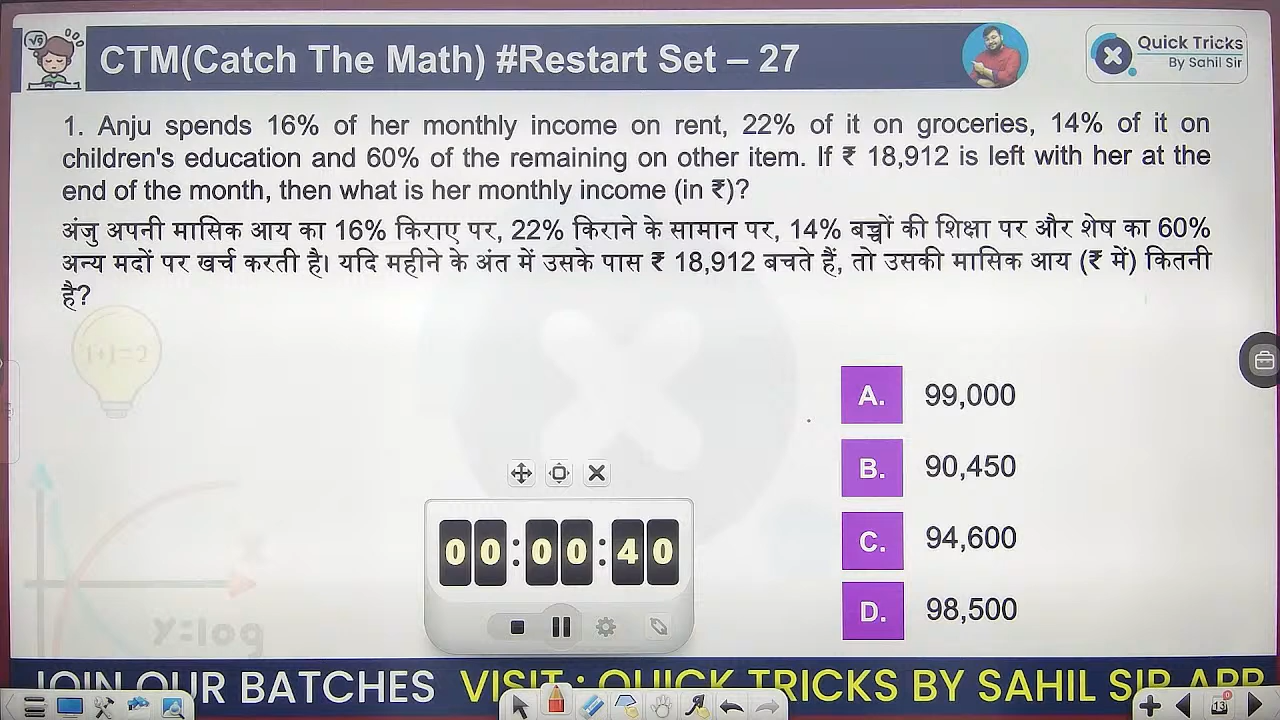 CTM(Catch The Math) #Restart Set – 27
Quick Tricks
By Sahil Sir
1. Anju spends 16% of her monthly income on rent, 22% of it on groceries, 14% of it on
children's education and 60% of the remaining on other item. If ₹ 18,912 is left with her at the
end of the month, then what is her monthly income (in ₹)?
अंजु अपनी मासिक आय का 16% किराए पर, 22% किराने के सामान पर, 14% बच्चों की शिक्षा पर और शेष का 60%
अन्य मदों पर खर्च करती है। यदि महीने के अंत में उसके पास ₹ 18,912 बचते हैं, तो उसकी मासिक आय (₹ में) कितनी
है?
1+1=2
A. 99,000
B. 90,450
C. 94,600
D. 98,500
00:00:40
y=log
JOIN OUR BATCHES VISIT : QUICK TRICKS BY SAHIL SIR APP
13